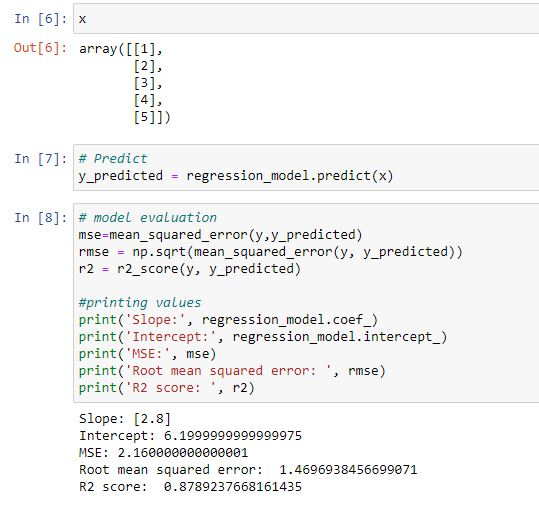 In [6]: x
Out[6]: array([[1],
[2],
[3],
[4],
[5]])
In [7]: # Predict
y_predicted = regression_model.predict(x)
In [8]: # model evaluation
mse=mean_squared_error(y,y_predicted)
rmse = np.sqrt(mean_squared_error(y, y_predicted))
r2 = r2_score(y, y_predicted)
#printing values
print('Slope:', regression_model.coef_)
print('Intercept:', regression_model.intercept_)
print('MSE:', mse)
print('Root mean squared error: ', rmse)
print('R2 score: ', r2)
Slope: [2.8]
Intercept: 6.1999999999999975
MSE: 2.160000000000001
Root mean squared error:  1.4696938456699071
R2 score:  0.8789237668161435